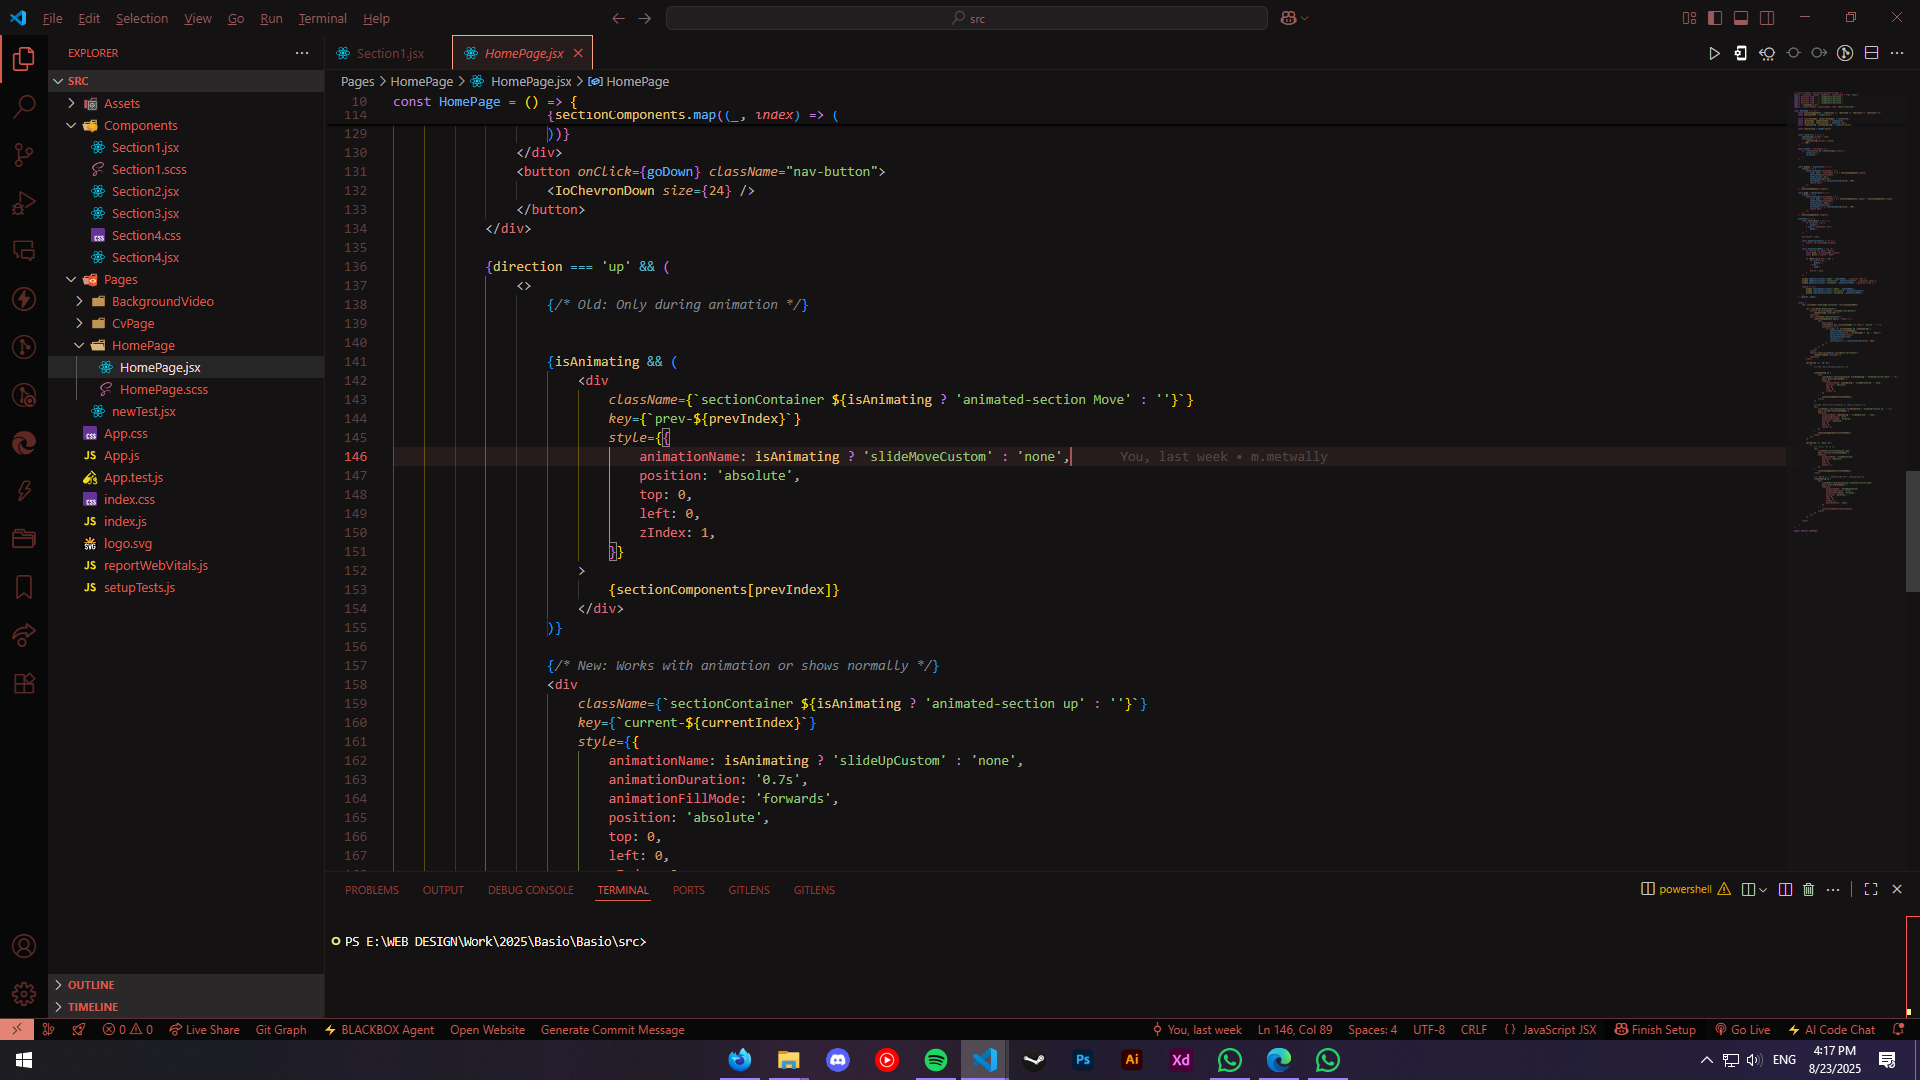 File Edit Selection View Go Run Terminal Help
src
EXPLORER
SRC
Assets
Components
Section1.jsx
Section1.scss
Section2.jsx
Section3.jsx
Section4.css
Section4.jsx
Pages
BackgroundVideo
CvPage
HomePage
HomePage.jsx
HomePage.scss
newTest.jsx
App.css
App.js
App.test.js
index.css
index.js
logo.svg
reportWebVitals.js
setupTests.js
OUTLINE
TIMELINE
Section1.jsx HomePage.jsx
Pages > HomePage > HomePage.jsx > HomePage
10 const HomePage = () => {
114 {sectionComponents.map((_, index) => (
129 ))}
130 </div>
131 <button onClick={goDown} className="nav-button">
132 <IoChevronDown size={24} />
133 </button>
134 </div>
135
136 {direction === 'up' && (
137 <>
138 {/* Old: Only during animation */}
139
140
141 {isAnimating && (
142 <div
143 className={`sectionContainer ${isAnimating ? 'animated-section Move' : ''}`}
144 key={`prev-${prevIndex}`}
145 style={{
146 animationName: isAnimating ? 'slideMoveCustom' : 'none', You, last week • m.metwally
147 position: 'absolute',
148 top: 0,
149 left: 0,
150 zIndex: 1,
151 }}
152 >
153 {sectionComponents[prevIndex]}
154 </div>
155 )}
156
157 {/* New: Works with animation or shows normally */}
158 <div
159 className={`sectionContainer ${isAnimating ? 'animated-section up' : ''}`}
160 key={`current-${currentIndex}`}
161 style={{
162 animationName: isAnimating ? 'slideUpCustom' : 'none',
163 animationDuration: '0.7s',
164 animationFillMode: 'forwards',
165 position: 'absolute',
166 top: 0,
167 left: 0,
PROBLEMS OUTPUT DEBUG CONSOLE TERMINAL PORTS GITLENS GITLENS
powershell
PS E:\WEB DESIGN\Work\2025\Basio\Basio\src>
0 0 Live Share Git Graph BLACKBOX Agent Open Website Generate Commit Message You, last week Ln 146, Col 89 Spaces: 4 UTF-8 CRLF {} JavaScript JSX Finish Setup Go Live AI Code Chat
Ps Ai Xd
ENG
4:17 PM
8/23/2025